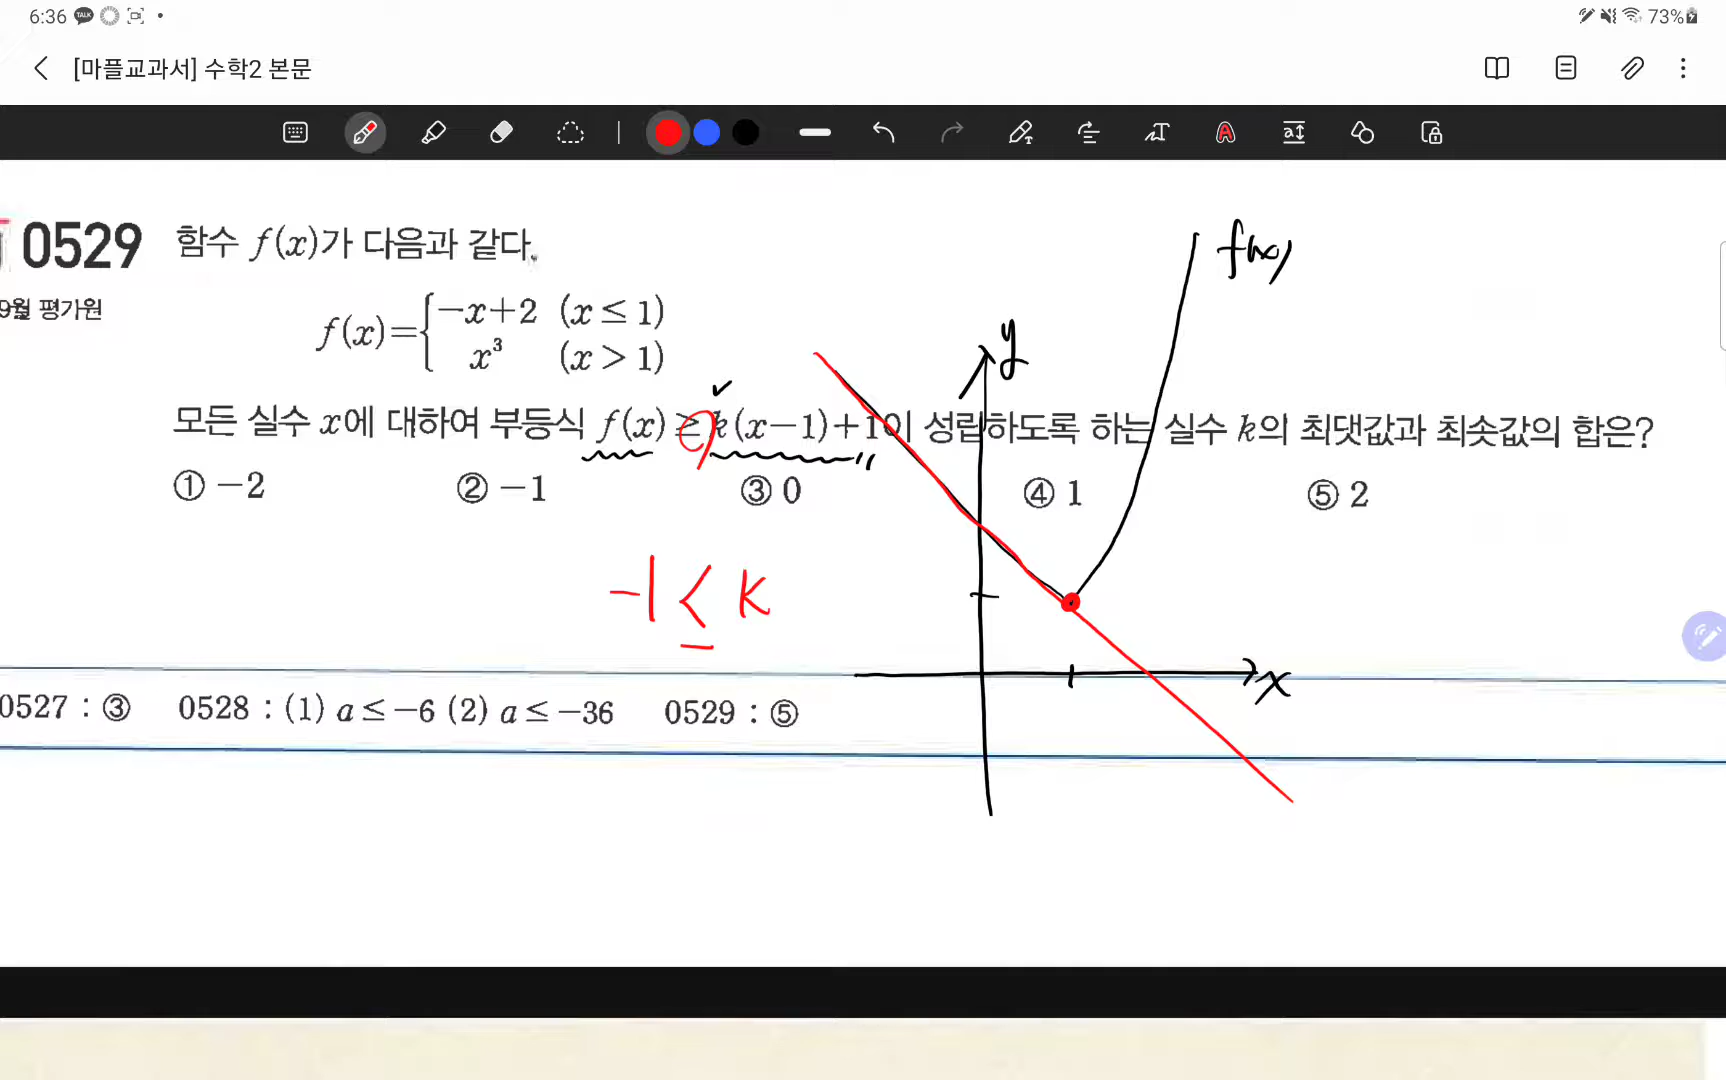 6:36 TALK 73%
[마플교과서] 수학2 본문
0529 함수 f(x)가 다음과 같다.
9월 평가원
f(x)={ -x+2 (x≤1)
x³ (x>1)
모든 실수 x에 대하여 부등식 f(x)≥k(x-1)+1이 성립하도록 하는 실수 k의 최댓값과 최솟값의 합은?
① -2 ② -1 ③ 0 ④ 1 ⑤ 2
f(x)
y
-1 ≤ k
x
0527 : ③ 0528 : (1) a≤-6 (2) a≤-36 0529 : ⑤